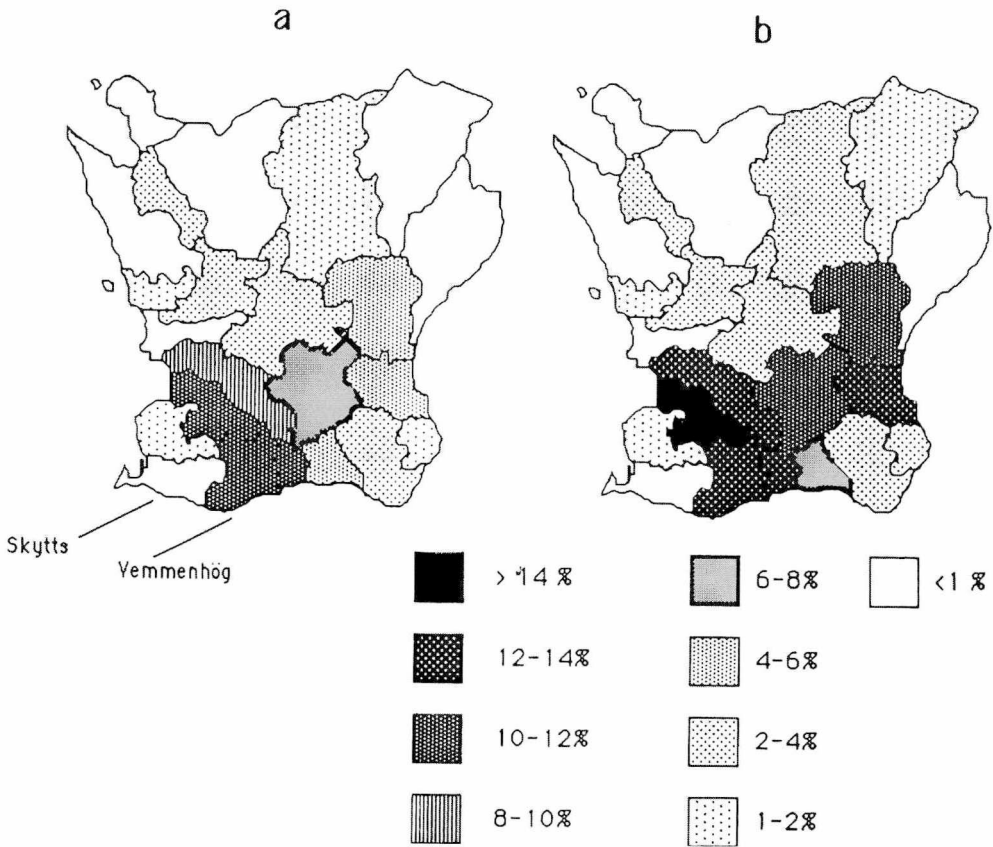 a
b
Skytts
Vemmenhög
> 14 %
12-14%
10-12%
8-10%
6-8%
4-6%
2-4%
1-2%
<1 %